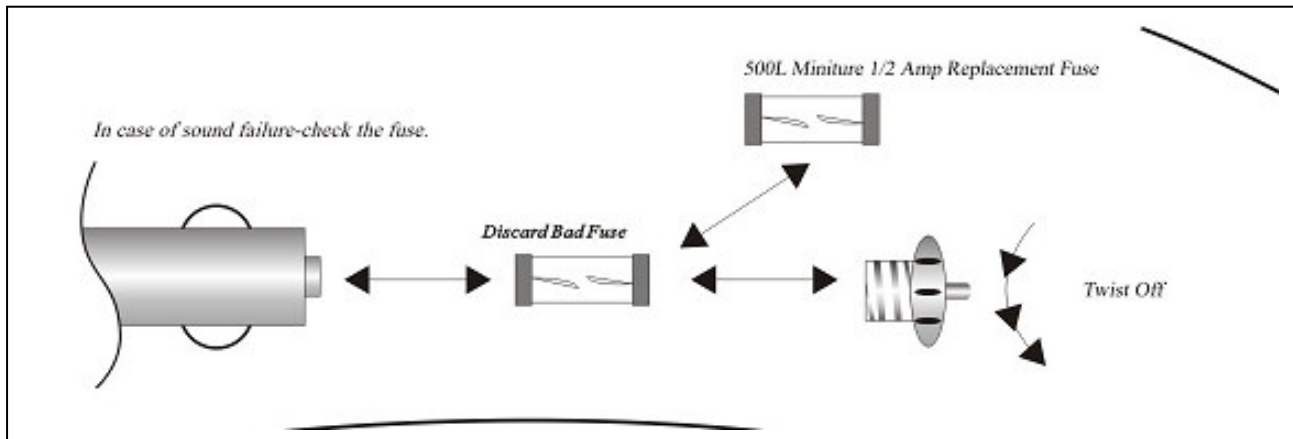 500L Miniture 1/2 Amp Replacement Fuse
In case of sound failure-check the fuse.
Discard Bad Fuse
Twist Off